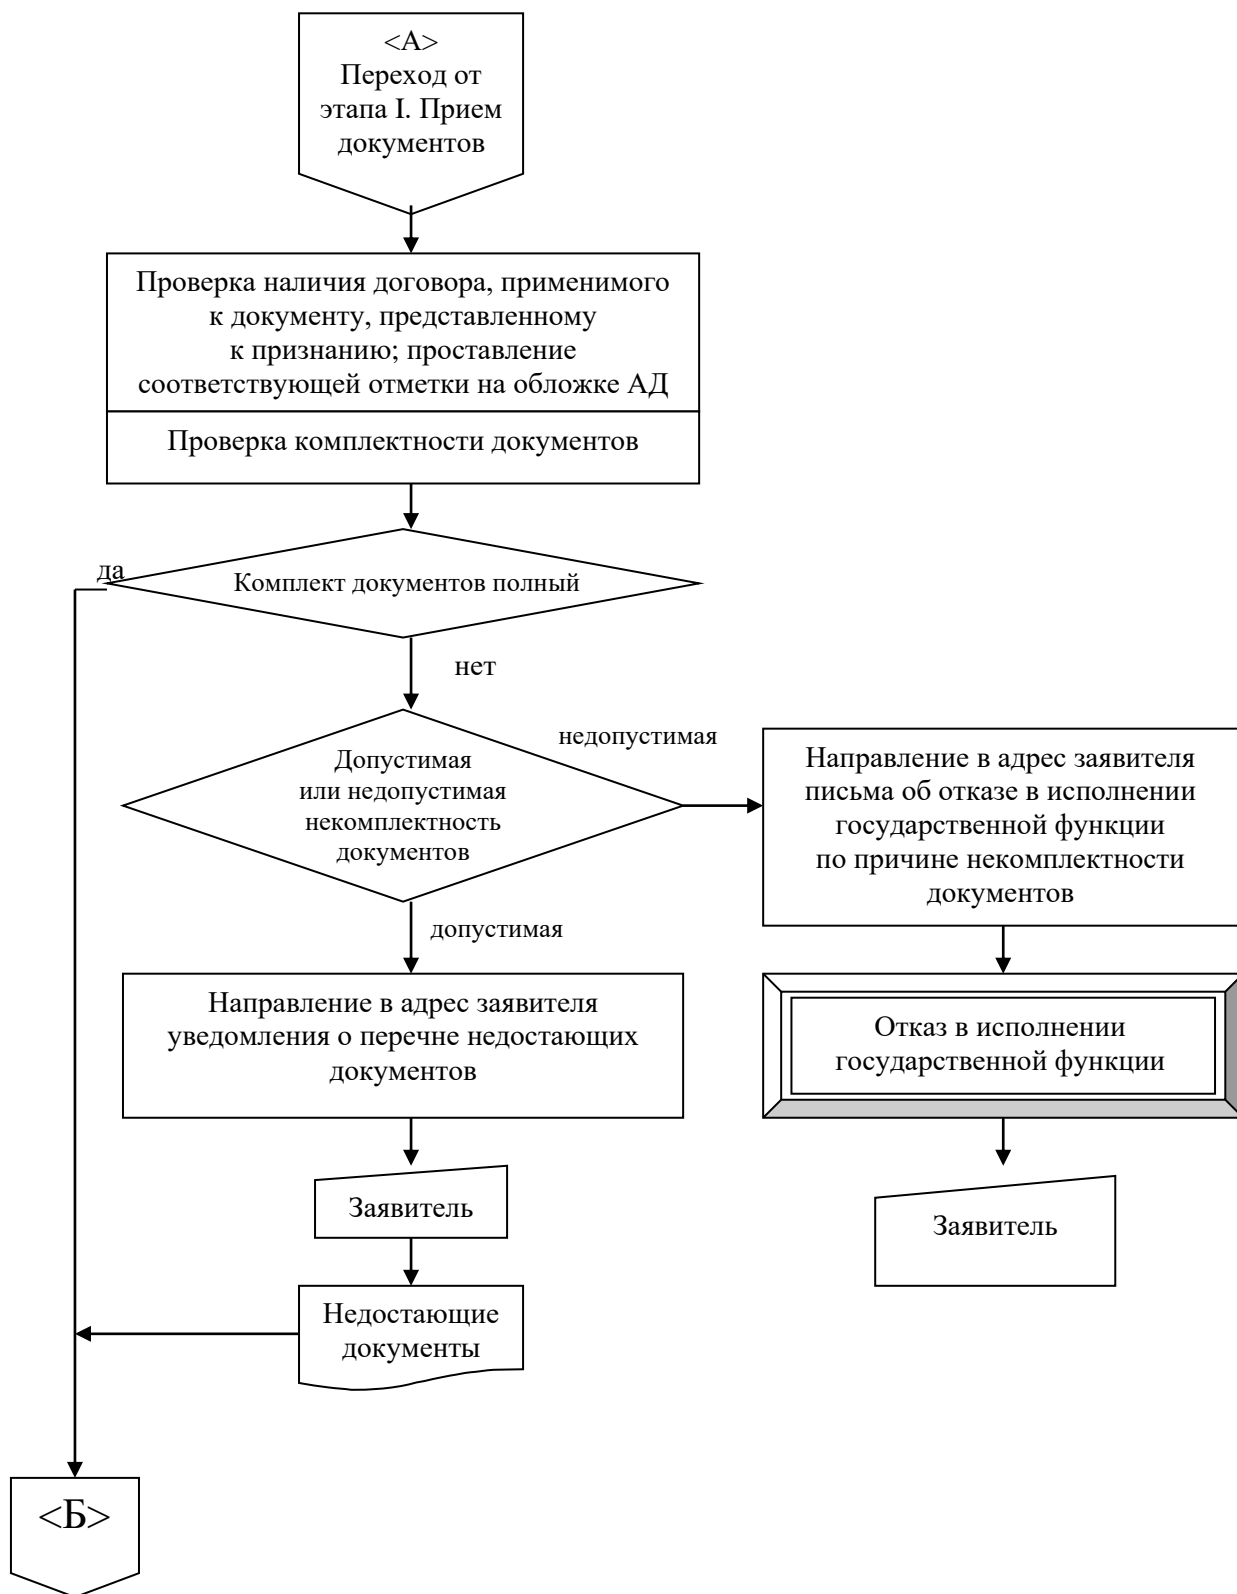 <А>
Переход от
этапа I. Прием
документов
Проверка наличия договора, применимого
к документу, представленному
к признанию; проставление
соответствующей отметки на обложке АД
Проверка комплектности документов
да
Комплект документов полный
нет
недопустимая
Допустимая
или недопустимая
некомплектность
документов
Направление в адрес заявителя
письма об отказе в исполнении
государственной функции
по причине некомплектности
документов
допустимая
Направление в адрес заявителя
уведомления о перечне недостающих
документов
Отказ в исполнении
государственной функции
Заявитель
Заявитель
Недостающие
документы
<Б>